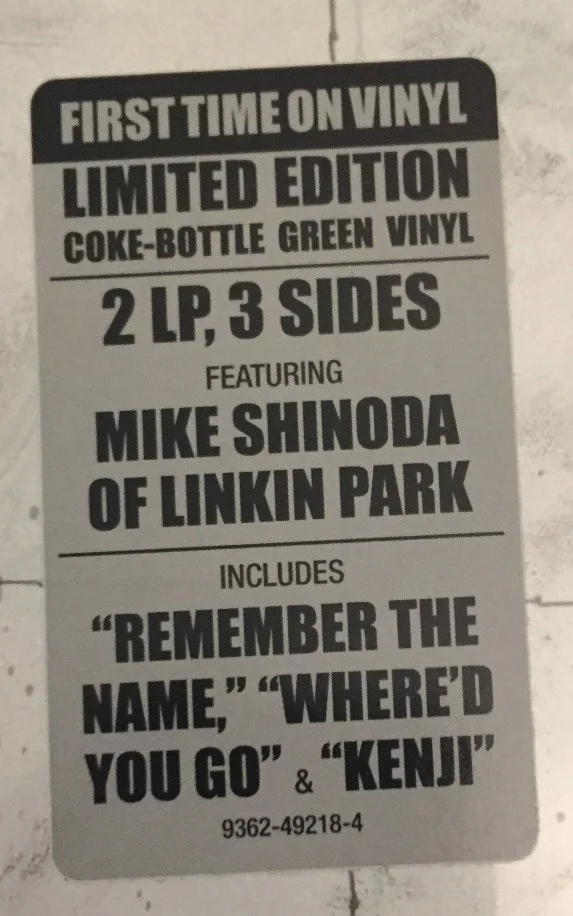 FIRST TIME ON VINYL
LIMITED EDITION
COKE-BOTTLE GREEN VINYL
2 LP, 3 SIDES
FEATURING
MIKE SHINODA
OF LINKIN PARK
INCLUDES
“REMEMBER THE
NAME,” “WHERE’D
YOU GO” & “KENJI”
9362-49218-4